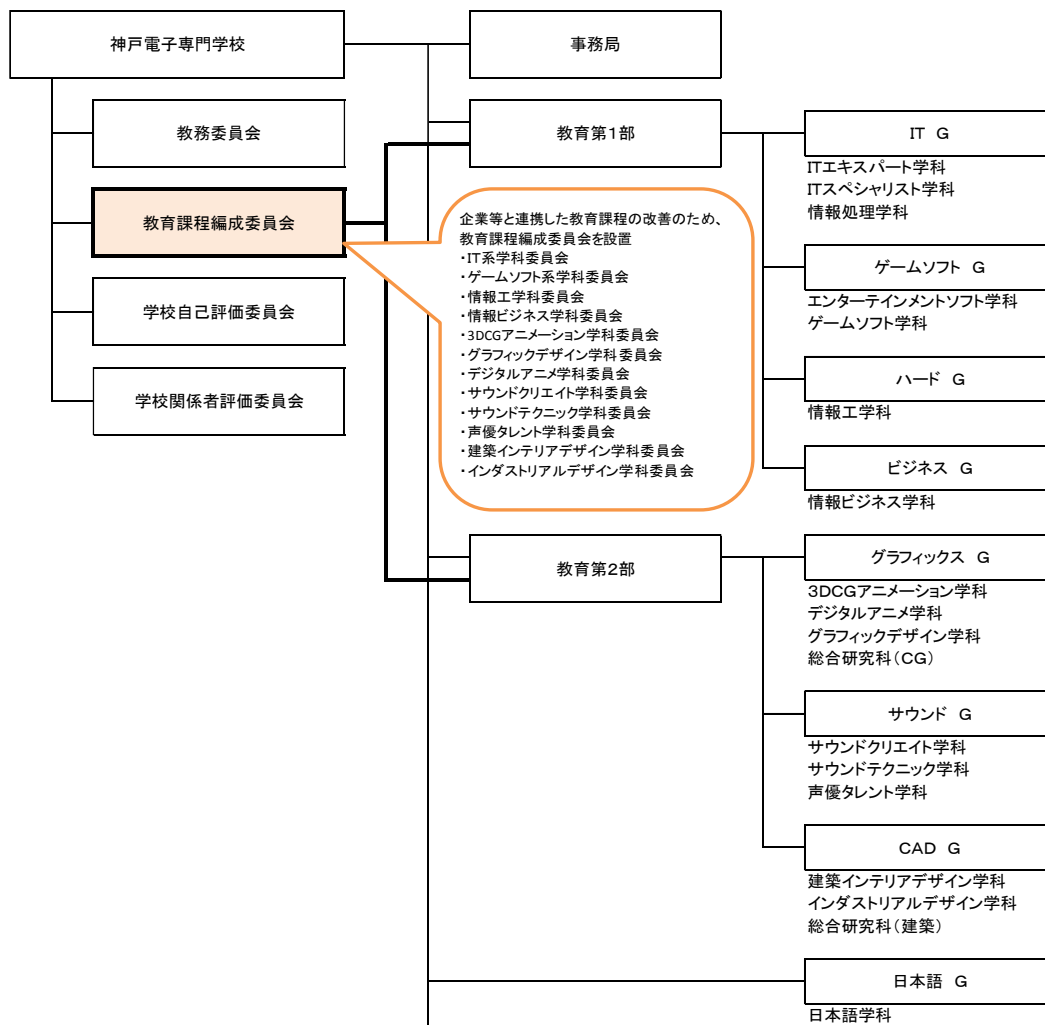 神戸電子専門学校
事務局
教務委員会
教育課程編成委員会
学校自己評価委員会
学校関係者評価委員会
教育第1部
企業等と連携した教育課程の改善のため、
教育課程編成委員会を設置
・IT系学科委員会
・ゲームソフト系学科委員会
・情報工学科委員会
・情報ビジネス学科委員会
・3DCGアニメーション学科委員会
・グラフィックデザイン学科委員会
・デジタルアニメ学科委員会
・サウンドクリエイト学科委員会
・サウンドテクニック学科委員会
・声優タレント学科委員会
・建築インテリアデザイン学科委員会
・インダストリアルデザイン学科委員会
IT G
ITエキスパート学科
ITスペシャリスト学科
情報処理学科
ゲームソフト G
エンターテインメントソフト学科
ゲームソフト学科
ハード G
情報工学科
ビジネス G
情報ビジネス学科
教育第2部
グラフィックス G
3DCGアニメーション学科
デジタルアニメ学科
グラフィックデザイン学科
総合研究科(CG)
サウンド G
サウンドクリエイト学科
サウンドテクニック学科
声優タレント学科
CAD G
建築インテリアデザイン学科
インダストリアルデザイン学科
総合研究科(建築)
日本語 G
日本語学科